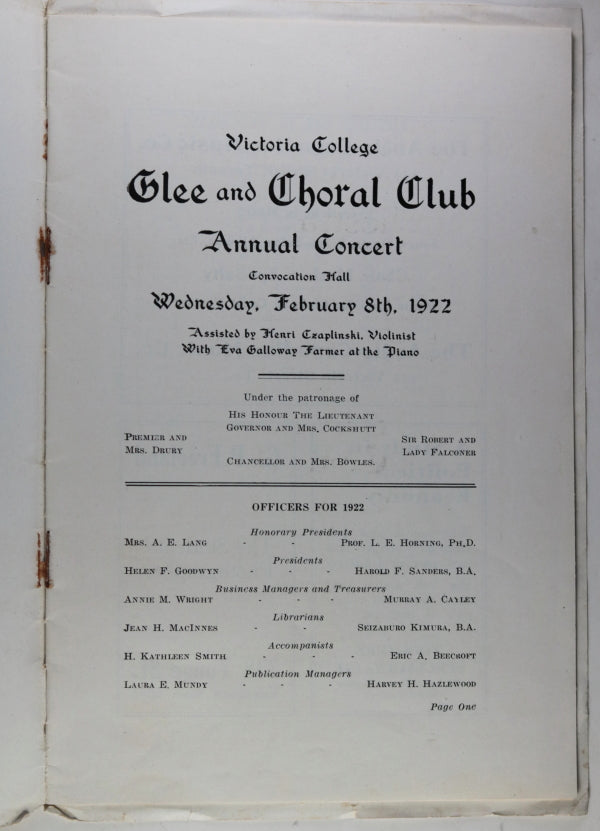 Victoria College
Glee and Choral Club
Annual Concert
Convocation Hall
Wednesday, February 8th, 1922
Assisted by Henri Czaplinski, Violinist
With Eva Galloway Farmer at the Piano
Under the patronage of
His Honour The Lieutenant
Governor and Mrs. Cockshutt
Premier and
Mrs. Drury
Sir Robert and
Lady Falconer
Chancellor and Mrs. Bowles.
OFFICERS FOR 1922
Honorary Presidents
Mrs. A. E. Lang - - Prof. L. E. Horning, Ph.D.
Presidents
Helen F. Goodwyn - - - Harold F. Sanders, B.A.
Business Managers and Treasurers
Annie M. Wright - - - Murray A. Cayley
Librarians
Jean H. MacInnes - - Seizaburo Kimura, B.A.
Accompanists
H. Kathleen Smith - - - Eric A. Beecroft
Publication Managers
Laura E. Mundy - - - Harvey H. Hazlewood
Page One